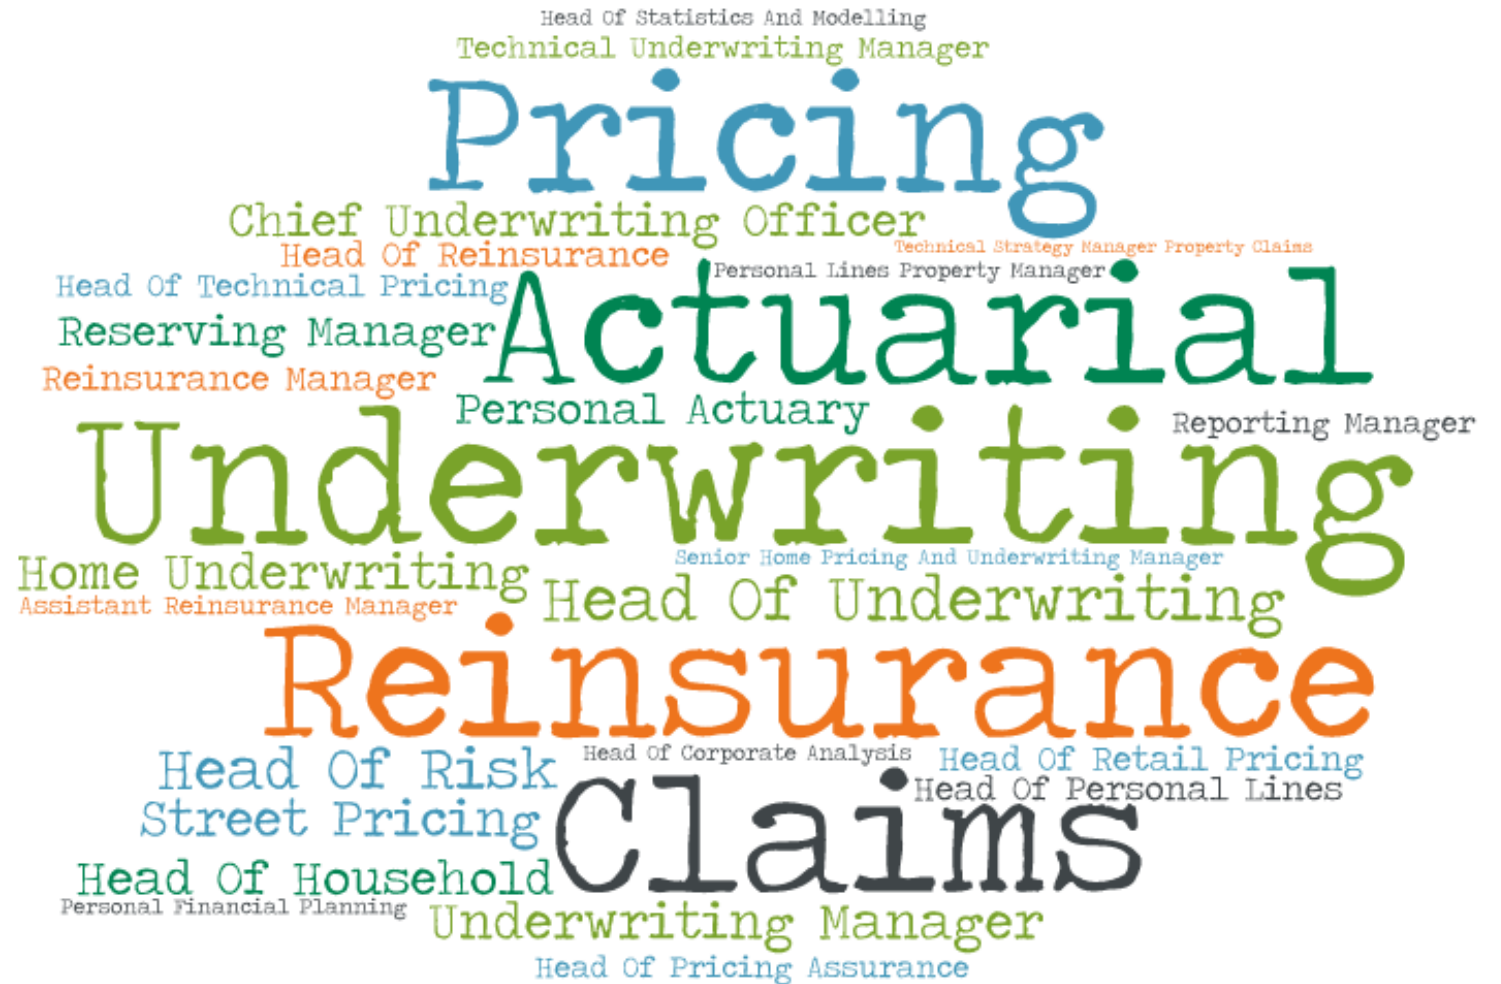 Head Of Statistics And Modelling
Technical Underwriting Manager
Pricing
Chief Underwriting Officer
Technical Strategy Manager Property Claims
Head Of Reinsurance
Personal Lines Property Manager
Head Of Technical Pricing
Actuarial
Reserving Manager
Reinsurance Manager
Personal Actuary
Reporting Manager
Underwriting
Senior Home Pricing And Underwriting Manager
Home Underwriting
Head Of Underwriting
Assistant Reinsurance Manager
Reinsurance
Head Of Corporate Analysis
Head Of Retail Pricing
Head Of Risk
Head Of Personal Lines
Street Pricing
Claims
Head Of Household
Personal Financial Planning
Underwriting Manager
Head Of Pricing Assurance